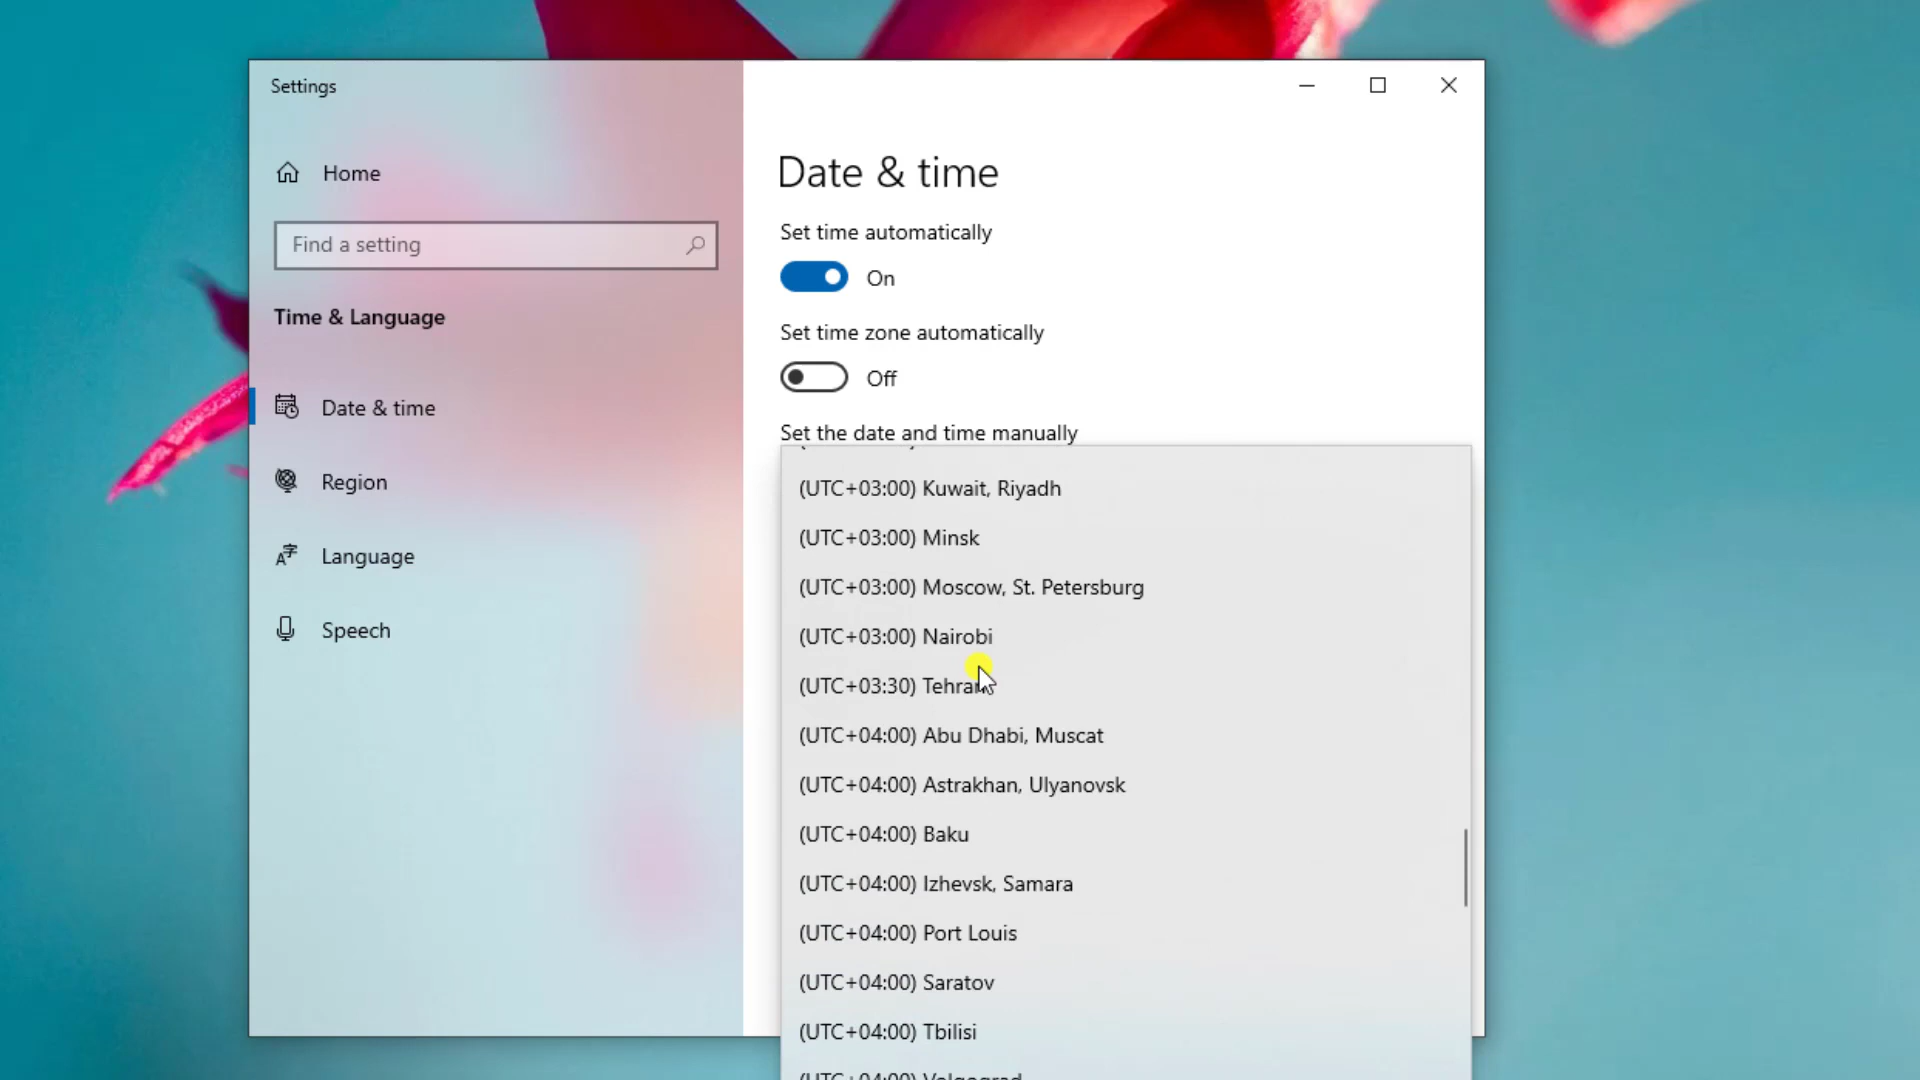 Settings
Home
Find a setting
Time & Language
Date & time
Region
Language
Speech
Date & time
Set time automatically
On
Set time zone automatically
Off
Set the date and time manually
(UTC+03:00) Kuwait, Riyadh
(UTC+03:00) Minsk
(UTC+03:00) Moscow, St. Petersburg
(UTC+03:00) Nairobi
(UTC+03:30) Tehran
(UTC+04:00) Abu Dhabi, Muscat
(UTC+04:00) Astrakhan, Ulyanovsk
(UTC+04:00) Baku
(UTC+04:00) Izhevsk, Samara
(UTC+04:00) Port Louis
(UTC+04:00) Saratov
(UTC+04:00) Tbilisi
(UTC+04:00) Volgograd